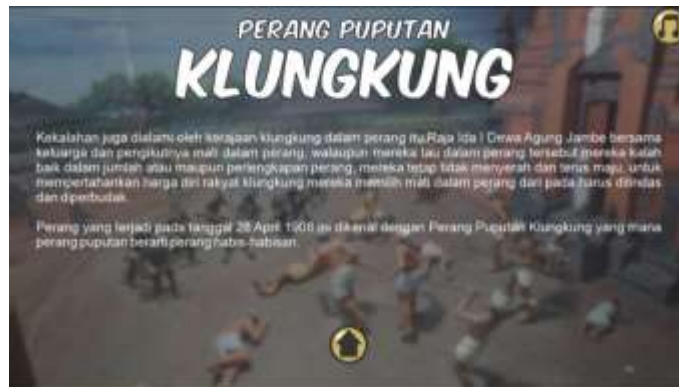 PERANG PUPUTAN
KLUNGKUNG
Kekalahan juga dialami oleh kerajaan klungkung dalam perang itu,Raja Ida I Dewa Agung Jambe bersama
keluarga dan pengikutnya mati dalam perang, walaupun mereka tau dalam perang tersebut mereka kalah
baik dalam jumlah atau maupun perlengkapan perang, mereka tetap tidak menyerah dan terus maju, untuk
mempertahankan harga diri rakyat klungkung mereka memilih mati dalam perang dari pada harus ditindas
dan diperbudak.
Perang yang terjadi pada tanggal 28 April 1908 ini dikenal dengan Perang Puputan Klungkung yang mana
perang puputan berarti perang habis-habisan.